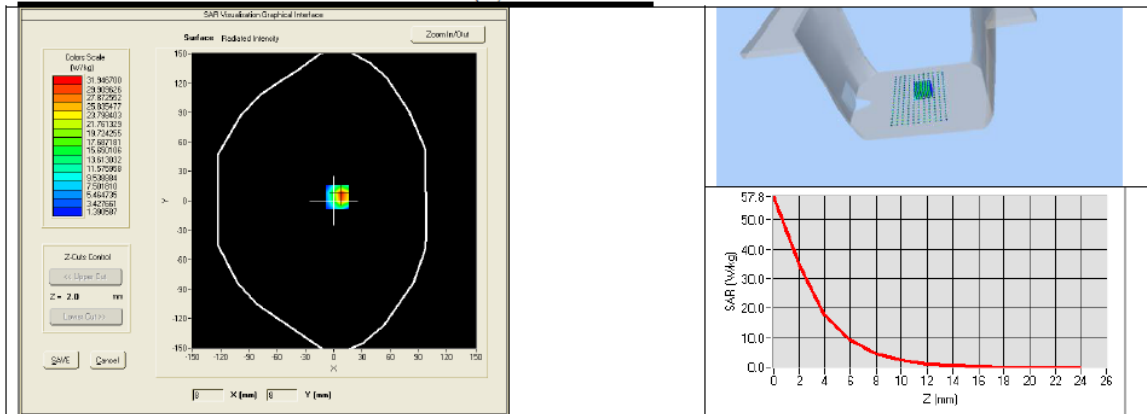 SAR Visualisation Graphical Interface
Surface Radiated Intensity
Zoom In/Out
Colors Scale
(W/kg)
31.946700
29.909626
27.872552
25.835477
23.798403
21.761329
19.724255
17.687181
15.650106
13.613032
11.575958
9.538884
7.501810
5.464735
3.427661
1.390587
Z-Cuts Control
<< Upper Cut
Z = 2.0 mm
Lower Cut >>
SAVE Cancel
150
120
90
60
30
0
-30
-60
-90
-120
-150
Y
-150 -120 -90 -60 -30 0 30 60 90 120 150
X
X (mm) Y (mm)
57.8
50.0
40.0
30.0
20.0
10.0
0.0
SAR (W/kg)
0 2 4 6 8 10 12 14 16 18 20 22 24 26
Z (mm)